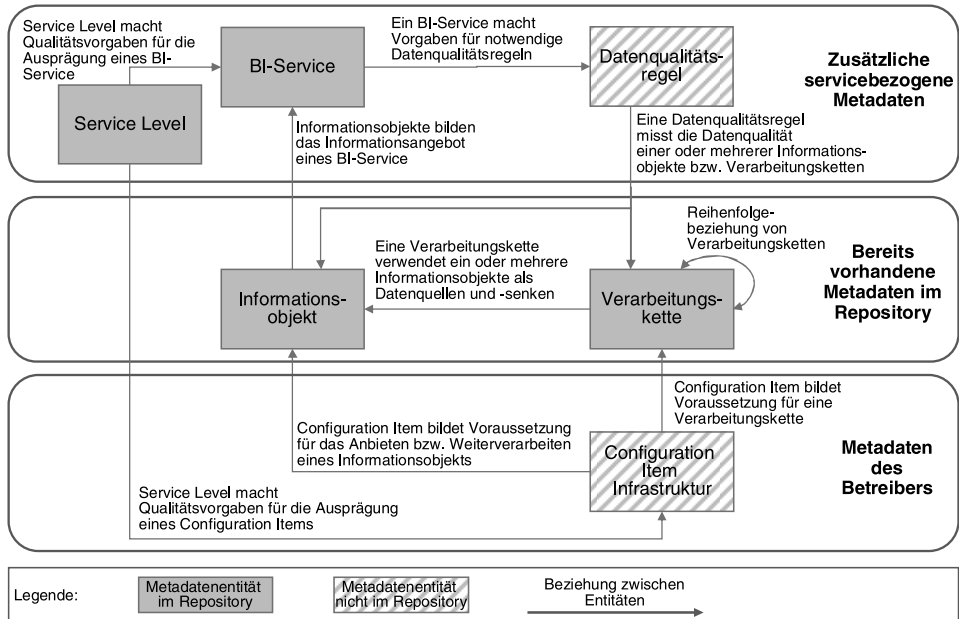 Service Level macht
Qualitätsvorgaben für die
Ausprägung eines BI-
Service
BI-Service
Ein BI-Service macht
Vorgaben für notwendige
Datenqualitätsregeln
Datenqualitäts-
regel
Zusätzliche
servicebezogene
Metadaten
Service Level
Informationsobjekte bilden
das Informationsangebot
eines BI-Service
Eine Datenqualitätsregel
misst die Datenqualität
einer oder mehrerer Informations-
objekte bzw. Verarbeitungsketten
Reihenfolge-
beziehung von
Verarbeitungsketten
Eine Verarbeitungskette
verwendet ein oder mehrere
Informationsobjekte als
Datenquellen und -senken
Informations-
objekt
Verarbeitungs-
kette
Bereits
vorhandene
Metadaten im
Repository
Configuration Item bildet
Voraussetzung für eine
Verarbeitungskette
Configuration Item bildet Voraussetzung
für das Anbieten bzw. Weiterverarbeiten
eines Informationsobjekts
Configuration
Item
Infrastruktur
Metadaten
des
Betreibers
Service Level macht
Qualitätsvorgaben für die Ausprägung
eines Configuration Items
Legende:
Metadatenentität
im Repository
Metadatenentität
nicht im Repository
Beziehung zwischen
Entitäten